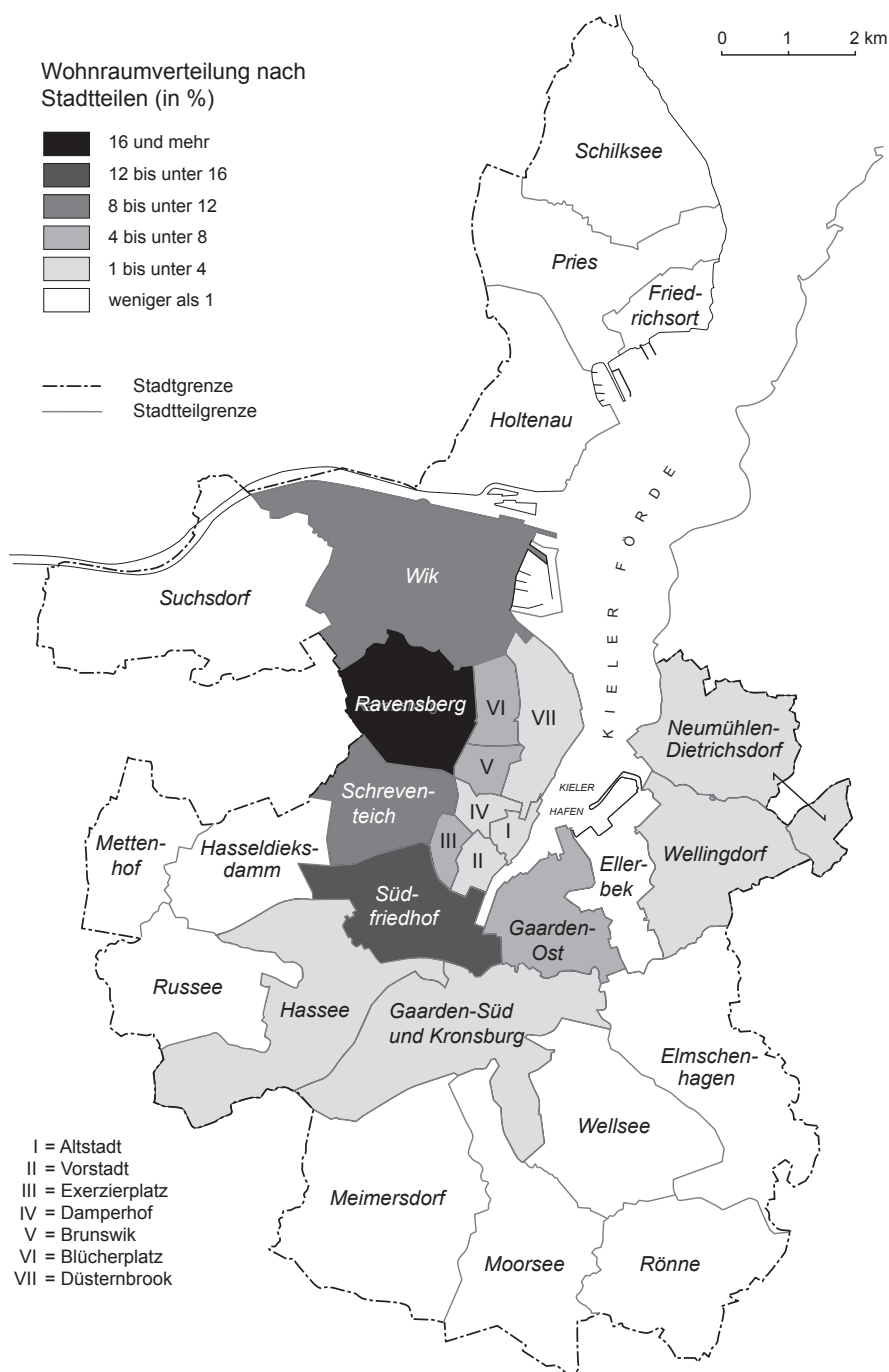 Wohnraumverteilung nach
Stadtteilen (in %)
16 und mehr
12 bis unter 16
8 bis unter 12
4 bis unter 8
1 bis unter 4
weniger als 1
Stadtgrenze
Stadtteilgrenze
0 1 2 km
Schilksee
Pries
Fried-
richsort
Holtenau
KIELER FÖRDE
Wik
Suchsdorf
Ravensberg
VI
VII
V
Neumühlen-
Dietrichsdorf
KIELER
HAFEN
Schreven-
teich
IV
I
III
II
Metten-
hof
Hasseldieks-
damm
Eller-
bek
Wellingdorf
Süd-
friedhof
Gaarden-
Ost
Russee
Hassee
Gaarden-Süd
und Kronsburg
Elmschen-
hagen
Wellsee
Meimersdorf
Moorsee
Rönne
I = Altstadt
II = Vorstadt
III = Exerzierplatz
IV = Damperhof
V = Brunswik
VI = Blücherplatz
VII = Düsternbrook